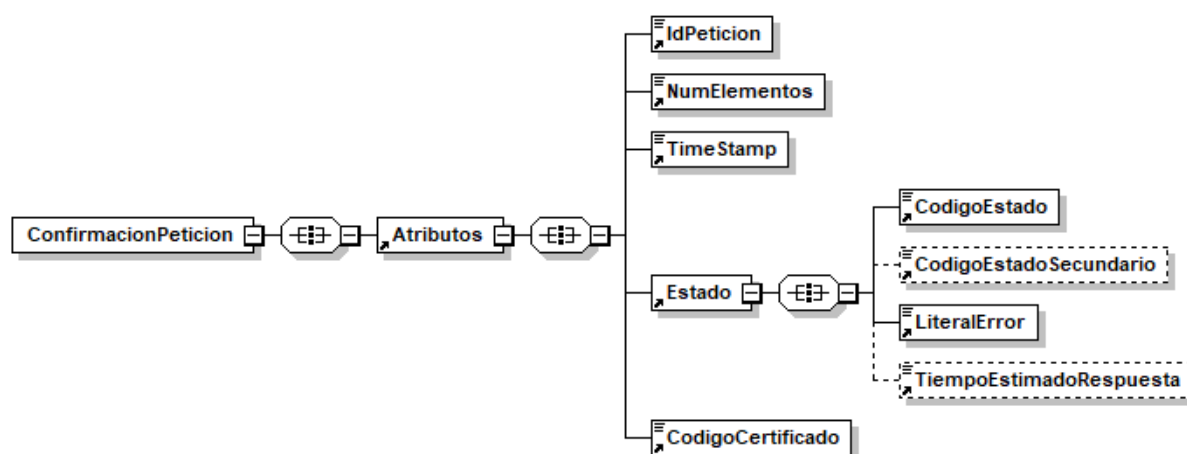 IdPeticion
NumElementos
TimeStamp
ConfirmacionPeticion
Atributos
Estado
CodigoEstado
CodigoEstadoSecundario
LiteralError
TiempoEstimadoRespuesta
CodigoCertificado